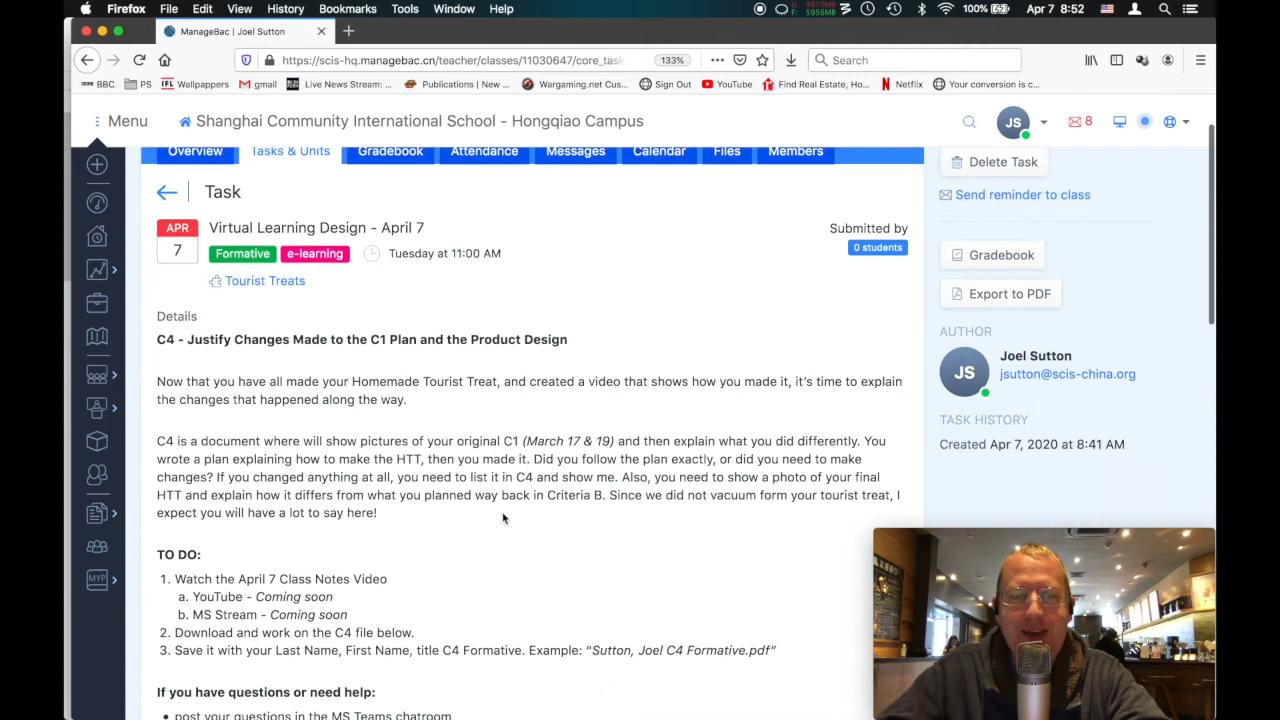 Firefox File Edit View History Bookmarks Tools Window Help
U: 9870MB
F: 5956MB
100% Apr 7 8:52
ManageBac | Joel Sutton
https://scis-hq.managebac.cn/teacher/classes/11030647/core_task
133%
Search
BBC PS IFL Wallpappers gmail Live News Stream: ... Publications | New ... Wargaming.net Cus... Sign Out YouTube Find Real Estate, Ho... Netflix Your conversion is c...
Menu Shanghai Community International School - Hongqiao Campus JS 8
Overview Tasks & Units Gradebook Attendance Messages Calendar Files Members
Delete Task
Task
Send reminder to class
APR
7
Virtual Learning Design - April 7
Submitted by
0 students
Formative e-learning Tuesday at 11:00 AM
Gradebook
Tourist Treats
Export to PDF
Details
C4 - Justify Changes Made to the C1 Plan and the Product Design
AUTHOR
JS
Joel Sutton
jsutton@scis-china.org
Now that you have all made your Homemade Tourist Treat, and created a video that shows how you made it, it's time to explain
the changes that happened along the way.
TASK HISTORY
Created Apr 7, 2020 at 8:41 AM
C4 is a document where will show pictures of your original C1 (March 17 & 19) and then explain what you did differently. You
wrote a plan explaining how to make the HTT, then you made it. Did you follow the plan exactly, or did you need to make
changes? If you changed anything at all, you need to list it in C4 and show me. Also, you need to show a photo of your final
HTT and explain how it differs from what you planned way back in Criteria B. Since we did not vacuum form your tourist treat, I
expect you will have a lot to say here!
TO DO:
1. Watch the April 7 Class Notes Video
a. YouTube - Coming soon
b. MS Stream - Coming soon
2. Download and work on the C4 file below.
3. Save it with your Last Name, First Name, title C4 Formative. Example: "Sutton, Joel C4 Formative.pdf"
If you have questions or need help:
• post your questions in the MS Teams chatroom
MYP